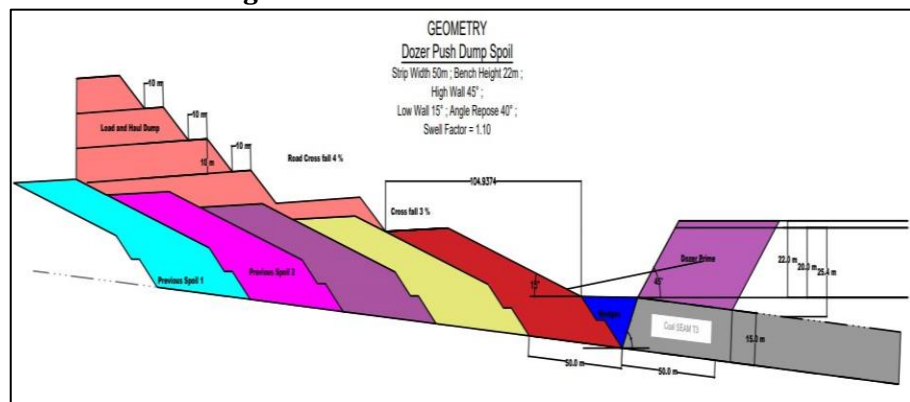 GEOMETRY
Dozer Push Dump Spoil
Strip Width 50m ; Bench Height 22m ;
High Wall 45° ;
Low Wall 15° ; Angle Repose 40° ;
Swell Factor = 1.10
10 m
Load and Haul Dump
10 m
10 m
10 m
Road Cross fall 4 %
104.9374
Cross fall 3 %
Previous Spoil 1
Previous Spoil 2
15°
45°
Dozer Prime
22.0 m
20.0 m
25.4 m
Coal SEAM T3
15.0 m
50.0 m
50.0 m